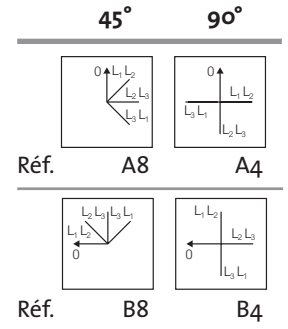 45° 90°
0 L₁ L₂
L₂ L₃
L₃ L₁
0
L₁ L₂
L₃ L₁
L₂ L₃
Réf. A8 A4
L₂ L₃ L₃ L₁
L₁ L₂
0
L₁ L₂
L₂ L₃
0
L₃ L₁
Réf. B8 B4